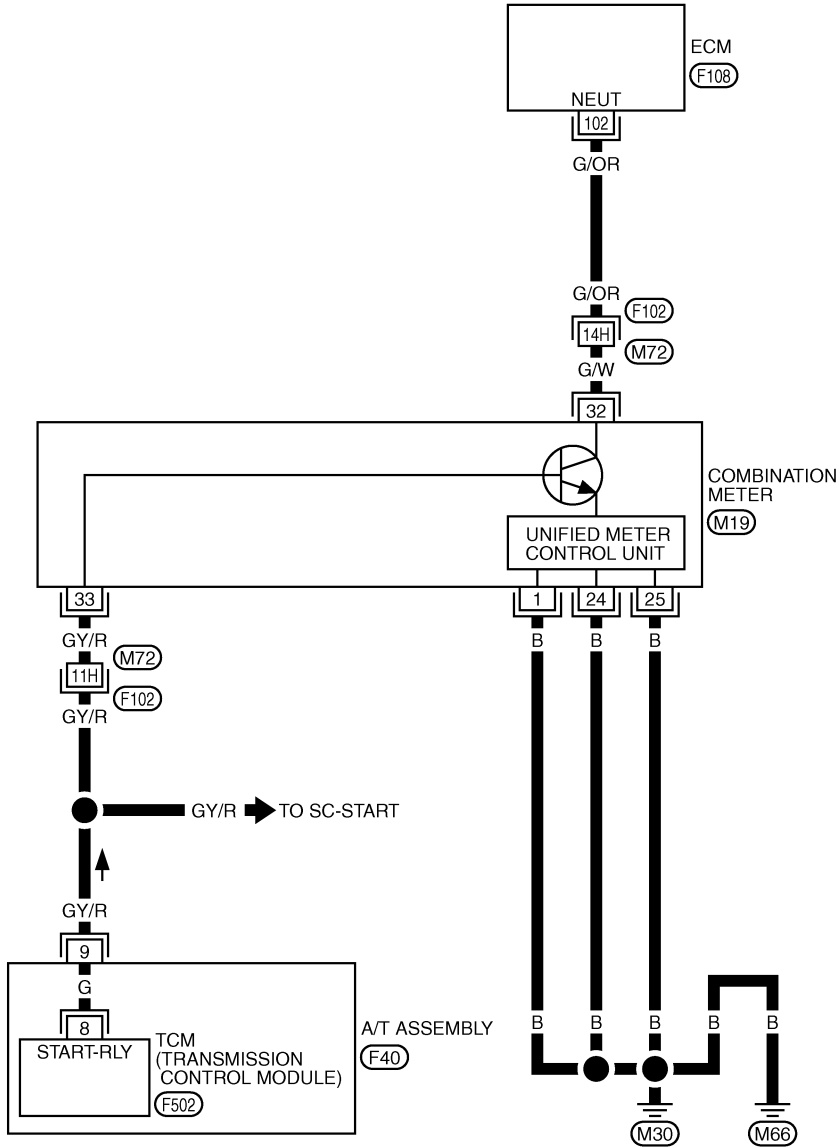 ECM
F108
NEUT
102
G/OR
G/OR
F102
14H
M72
G/W
32
COMBINATION
METER
M19
UNIFIED METER
CONTROL UNIT
33
1
24
25
GY/R
B
B
B
M72
11H
F102
GY/R
GY/R
TO SC-START
GY/R
9
G
8
START-RLY
TCM
(TRANSMISSION
CONTROL MODULE)
F502
A/T ASSEMBLY
F40
B
B
B
B
B
M30
M66